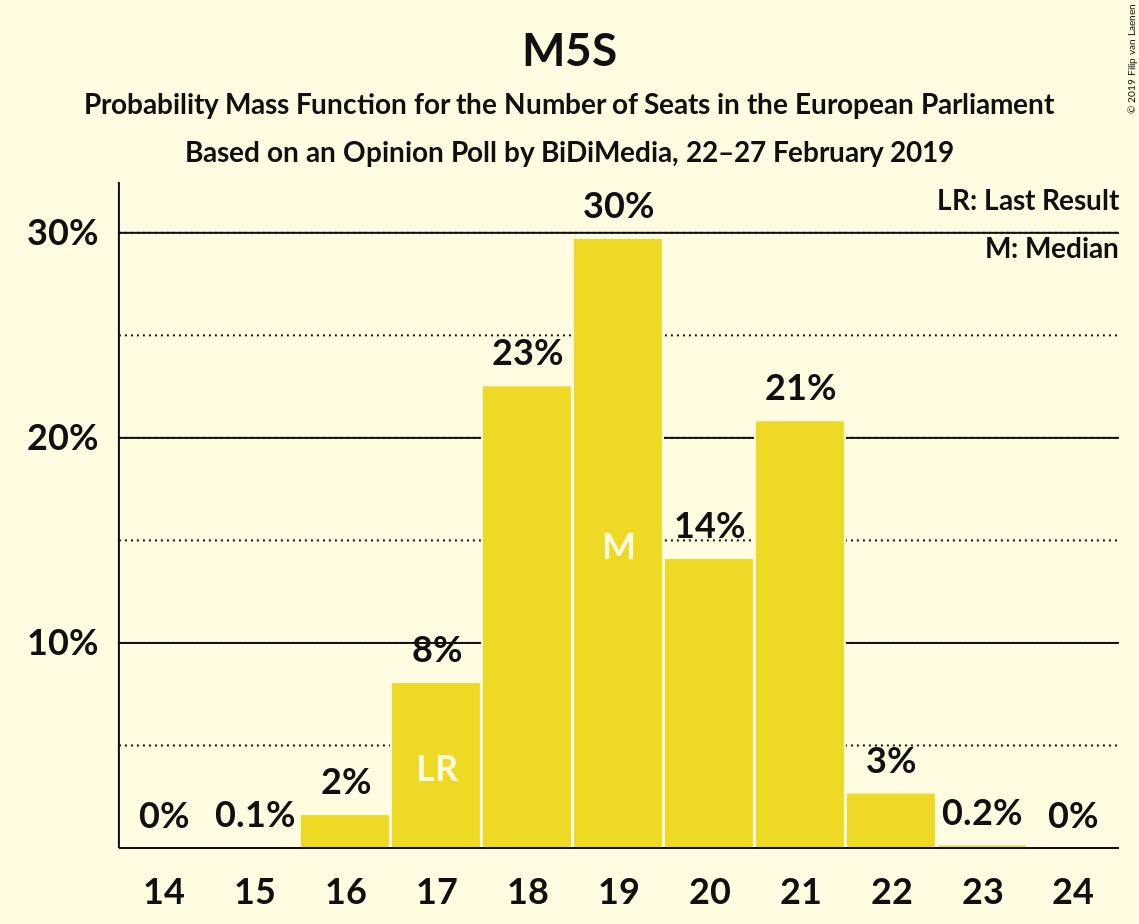 M5S
Probability Mass Function for the Number of Seats in the European Parliament
Based on an Opinion Poll by BiDiMedia, 22–27 February 2019
© 2019 Filip van Laenen
LR: Last Result
M: Median
30%
20%
10%
0%
0.1%
2%
8%
23%
30%
14%
21%
3%
0.2%
0%
LR
M
14 15 16 17 18 19 20 21 22 23 24